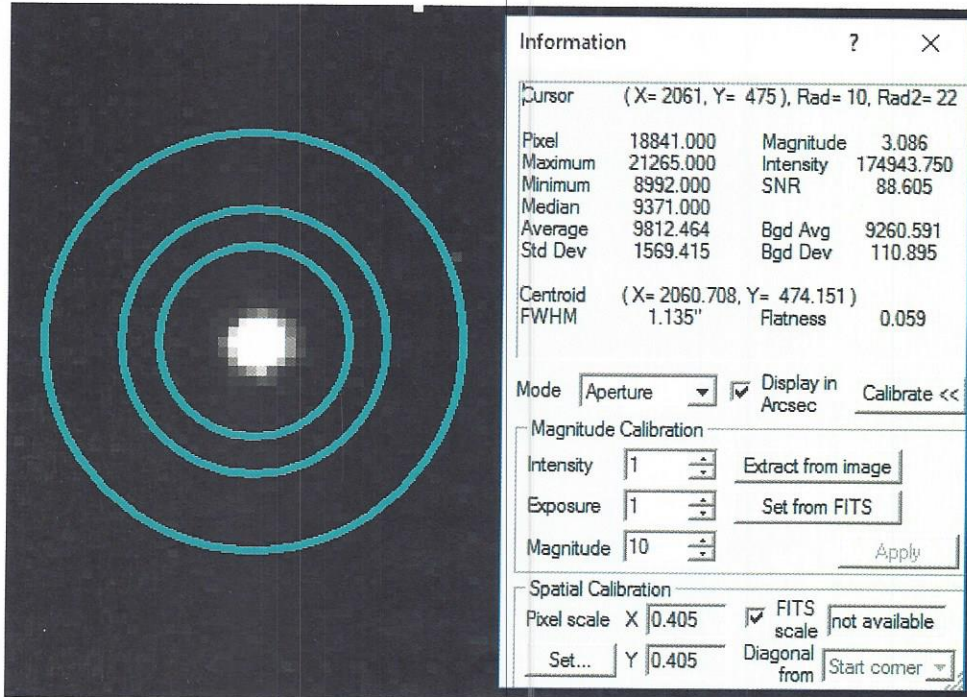 Information ? ×
Cursor (X= 2061, Y= 475), Rad= 10, Rad2= 22
Pixel 18841.000 Magnitude 3.086
Maximum 21265.000 Intensity 174943.750
Minimum 8992.000 SNR 88.605
Median 9371.000
Average 9812.464 Bgd Avg 9260.591
Std Dev 1569.415 Bgd Dev 110.895
Centroid (X= 2060.708, Y= 474.151)
FWHM 1.135" Flatness 0.059
Mode Aperture Display in Arcsec Calibrate <<
Magnitude Calibration
Intensity 1 Extract from image
Exposure 1 Set from FITS
Magnitude 10 Apply
Spatial Calibration
Pixel scale X 0.405 FITS scale not available
Set... Y 0.405 Diagonal from Start corner